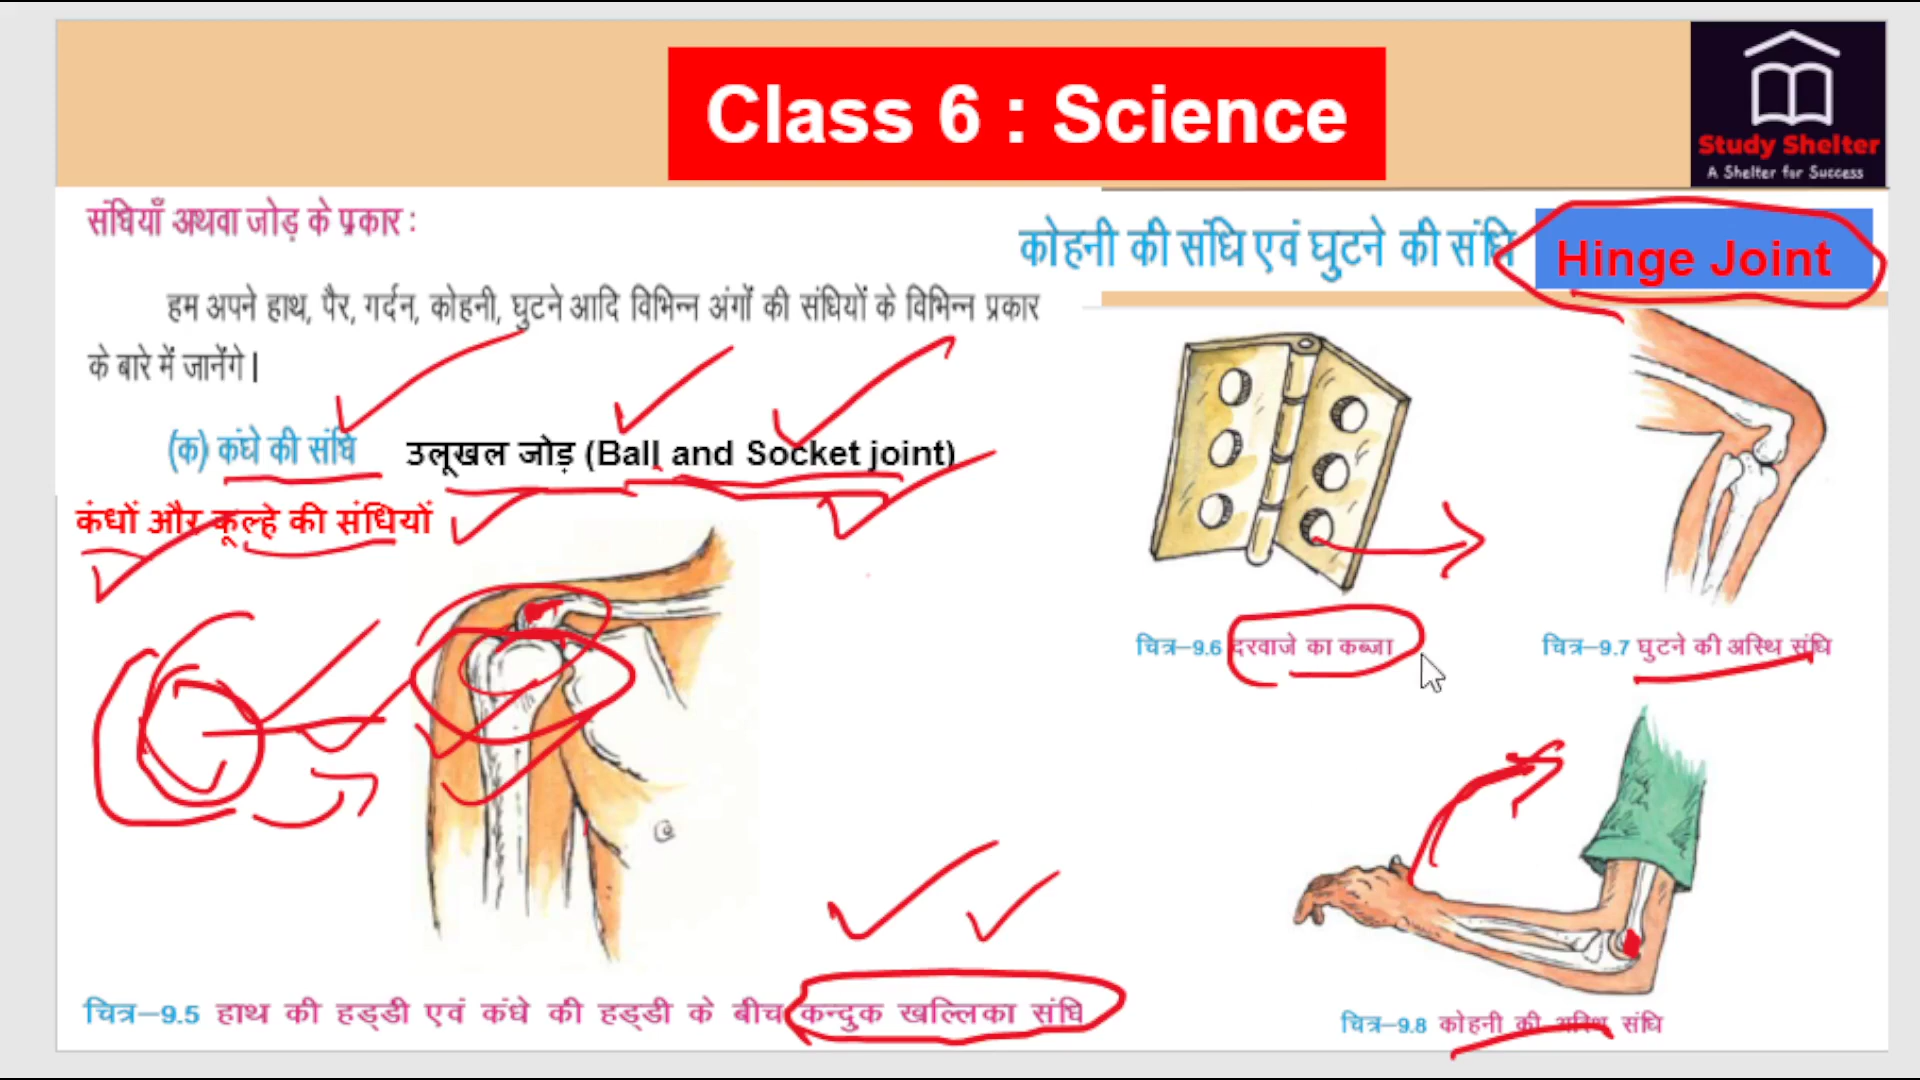 Class 6 : Science
Study Shelter
A Shelter for Success
संधियाँ अथवा जोड़ के प्रकार :
हम अपने हाथ, पैर, गर्दन, कोहनी, घुटने आदि विभिन्न अंगों की संधियों के विभिन्न प्रकार
के बारे में जानेंगे |
(क) कंधे की संधि उलूखल जोड़ (Ball and Socket joint)
कंधों और कूल्हे की संधियों
चित्र–9.5 हाथ की हड्डी एवं कंधे की हड्डी के बीच कन्दुक खल्लिका संधि
कोहनी की संधि एवं घुटने की संधि Hinge Joint
चित्र–9.6 दरवाजे का कब्जा
चित्र–9.7 घुटने की अस्थि संधि
चित्र–9.8 कोहनी की अस्थि संधि